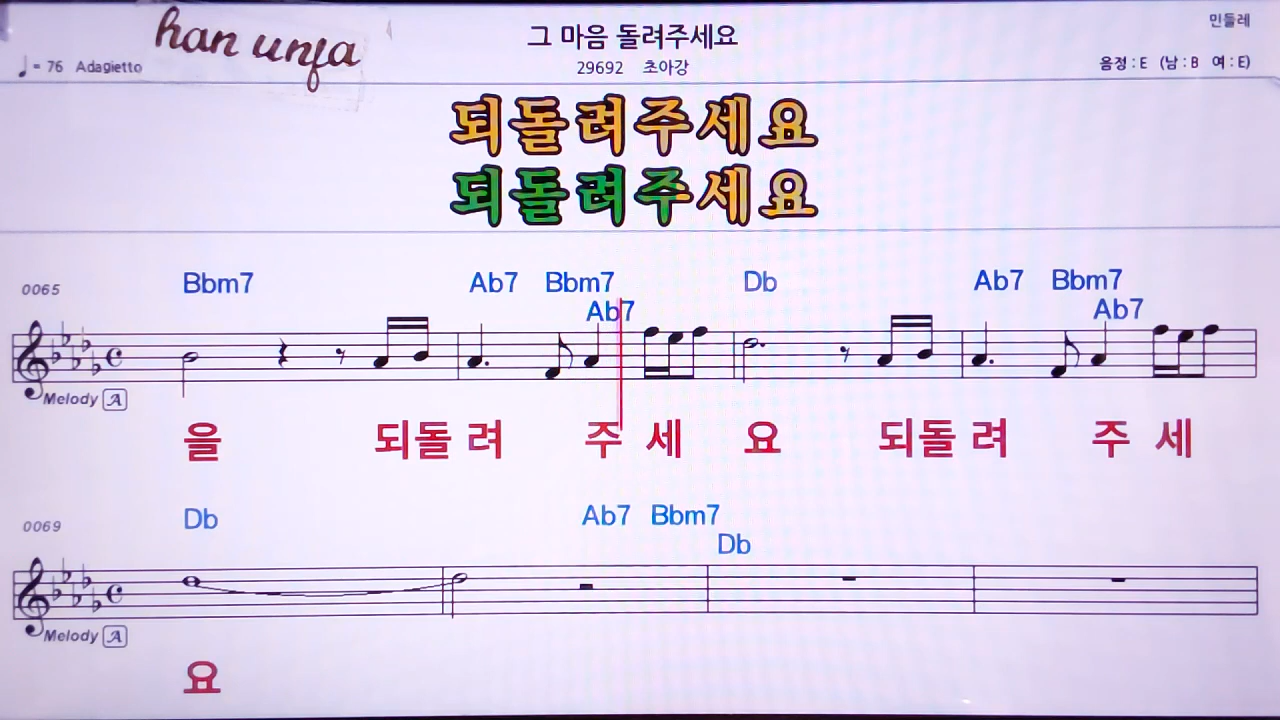 han unja
그 마음 돌려주세요
민들레
♩= 76 Adagietto
29692 초아강
음정 : E (남 : B 여 : E)
되돌려주세요
되돌려주세요
0065
Bbm7 Ab7 Bbm7 Db Ab7 Bbm7
Ab7 Ab7
Melody A
을 되돌 려 주 세 요 되돌 려 주 세
0069
Db Ab7 Bbm7
Db
Melody A
요